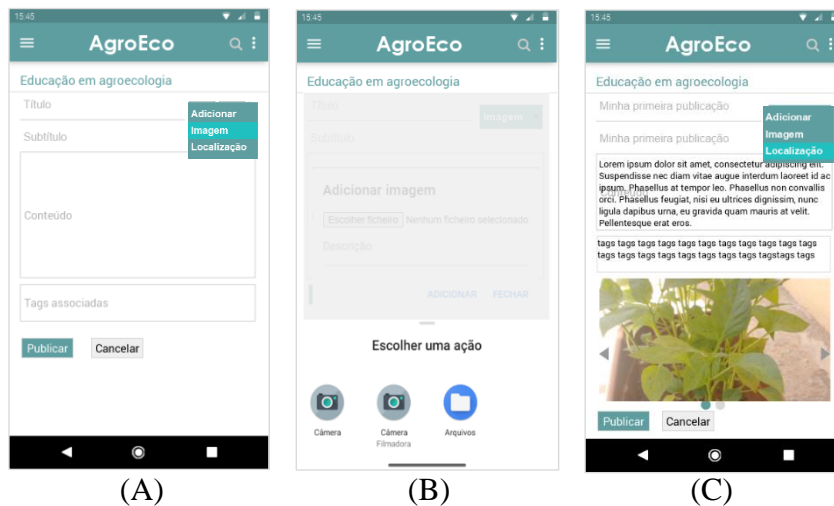 15:45
AgroEco
Educação em agroecologia
Título
Adicionar
Imagem
Subtítulo
Localização
Conteúdo
Tags associadas
Publicar Cancelar
(A)
15:45
AgroEco
Educação em agroecologia
Título
Imagem
Subtítulo
Adicionar imagem
Escolher ficheiro Nenhum ficheiro selecionado
Descrição
ADICIONAR FECHAR
Escolher uma ação
Câmera Câmera Arquivos
Filmadora
(B)
15:45
AgroEco
Educação em agroecologia
Minha primeira publicação
Adicionar
Imagem
Minha primeira publicação
Localização
Lorem ipsum dolor sit amet, consectetur adipiscing elit.
Suspendisse nec diam vitae augue interdum laoreet id ac
ipsum. Phasellus at tempor leo. Phasellus non convallis
Conteúdo
orci. Phasellus feugiat, nisi eu ultrices dignissim, nunc
ligula dapibus urna, eu gravida quam mauris at velit.
Pellentesque erat eros.
tags tags tags tags tags tags tags tags tags tags tags
tags tags tags tags tags tags tags tags tagstags tags
Publicar Cancelar
(C)